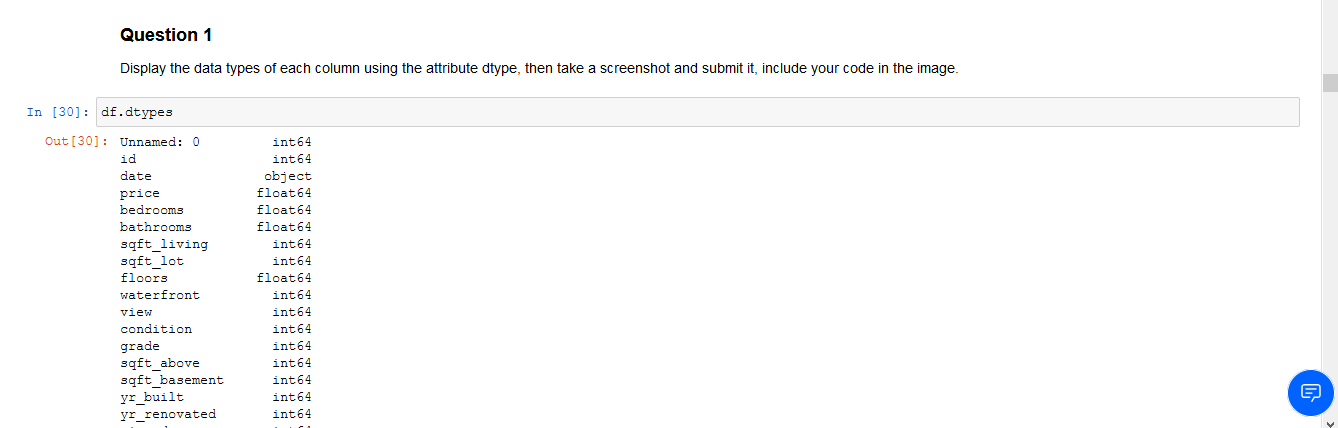 Question 1
Display the data types of each column using the attribute dtype, then take a screenshot and submit it, include your code in the image.
In [30]: df.dtypes
Out[30]: Unnamed: 0 int64
id int64
date object
price float64
bedrooms float64
bathrooms float64
sqft_living int64
sqft_lot int64
floors float64
waterfront int64
view int64
condition int64
grade int64
sqft_above int64
sqft_basement int64
yr_built int64
yr_renovated int64